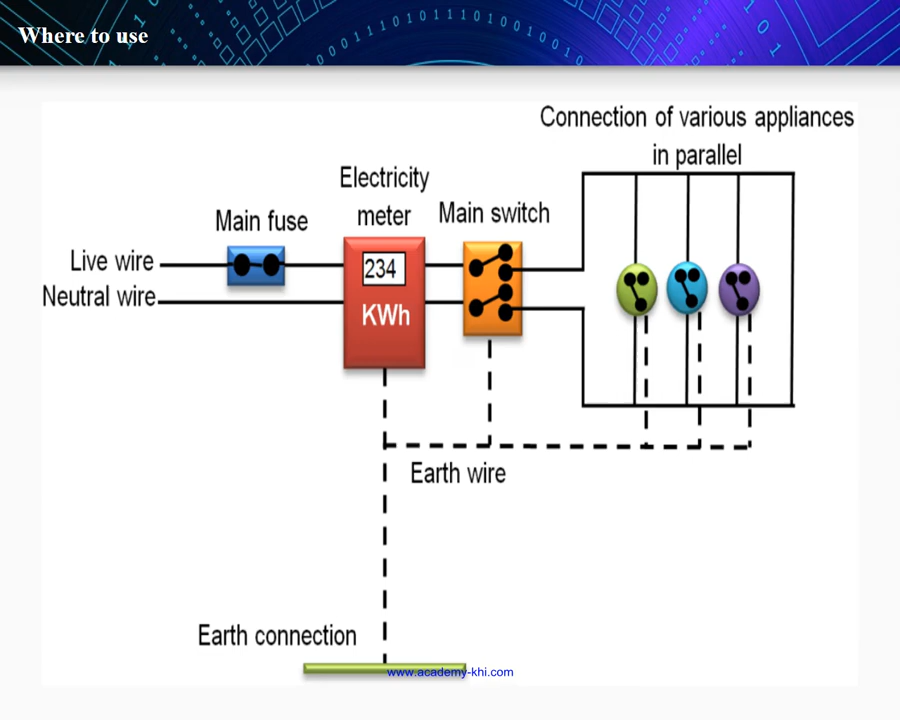 Where to use
Connection of various appliances
in parallel
Electricity
meter
Main fuse
Main switch
Live wire
234
Neutral wire
KWh
Earth wire
Earth connection
www.academy-khi.com